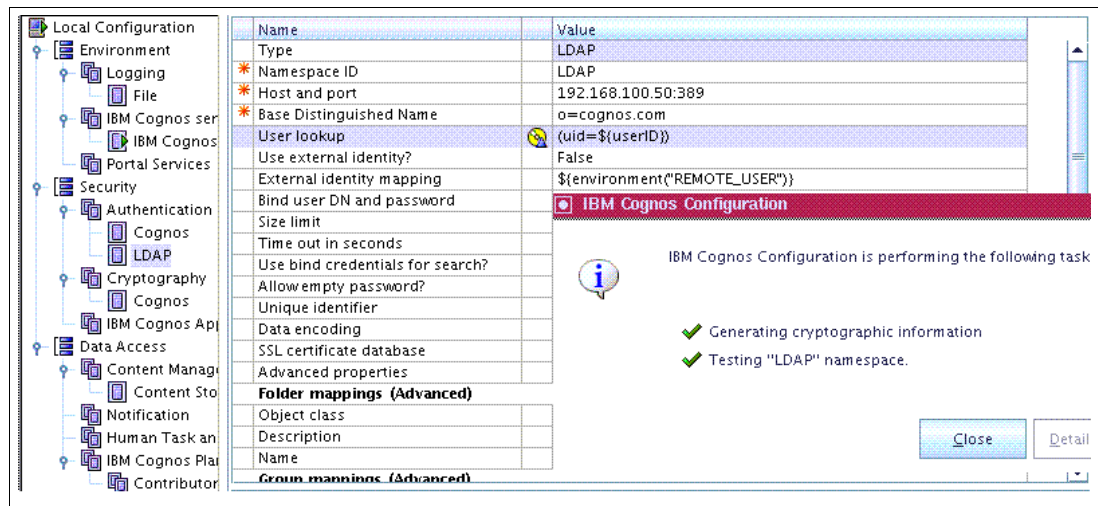 Local Configuration
Environment
Logging
File
IBM Cognos ser
IBM Cognos
Portal Services
Security
Authentication
Cognos
LDAP
Cryptography
Cognos
IBM Cognos App
Data Access
Content Manag
Content Sto
Notification
Human Task an
IBM Cognos Plan
Contributor
Name Value
Type LDAP
* Namespace ID LDAP
* Host and port 192.168.100.50:389
* Base Distinguished Name o=cognos.com
User lookup (uid=${userID})
Use external identity? False
External identity mapping ${environment("REMOTE_USER")}
Bind user DN and password
Size limit
Time out in seconds
Use bind credentials for search?
Allow empty password?
Unique identifier
Data encoding
SSL certificate database
Advanced properties
Folder mappings (Advanced)
Object class
Description
Name
Group mappings (Advanced)
IBM Cognos Configuration
IBM Cognos Configuration is performing the following task
Generating cryptographic information
Testing "LDAP" namespace.
Close
Detail